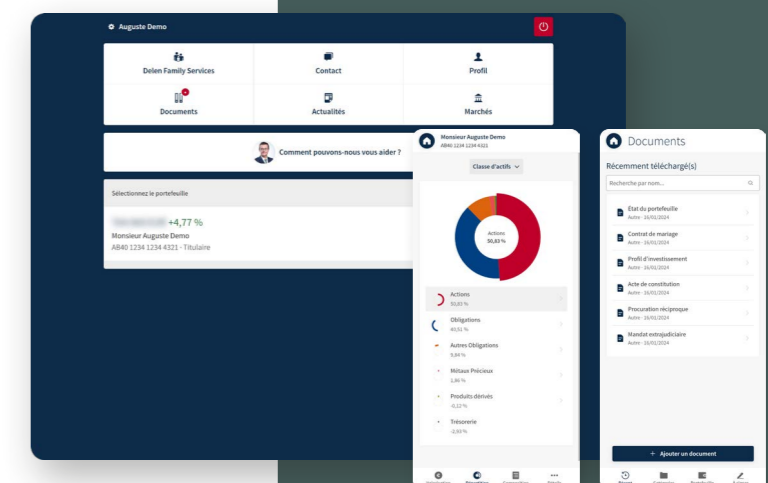 Auguste Demo
Delen Family Services
Contact
Profil
Documents
Actualités
Marchés
Comment pouvons-nous vous aider ?
Sélectionnez le portefeuille
+4,77 %
Monsieur Auguste Demo
AB40 1234 1234 4321 - Titulaire
Monsieur Auguste Demo
AB40 1234 1234 4321
Classe d'actifs
Actions
50,83 %
Actions
50,83 %
Obligations
40,51 %
Autres Obligations
5,84 %
Métaux Précieux
2,86 %
Produits dérivés
-0,12 %
Trésorerie
Documents
Récemment téléchargé(s)
Recherche par nom...
État du portefeuille
Autre - 16/01/2024
Contrat de mariage
Autre - 16/01/2024
Profil d'investissement
Autre - 16/01/2024
Acte de constitution
Autre - 16/01/2024
Procuration réciproque
Autre - 16/01/2024
Mandat extrajudiciaire
Autre - 16/01/2024
+ Ajouter un document